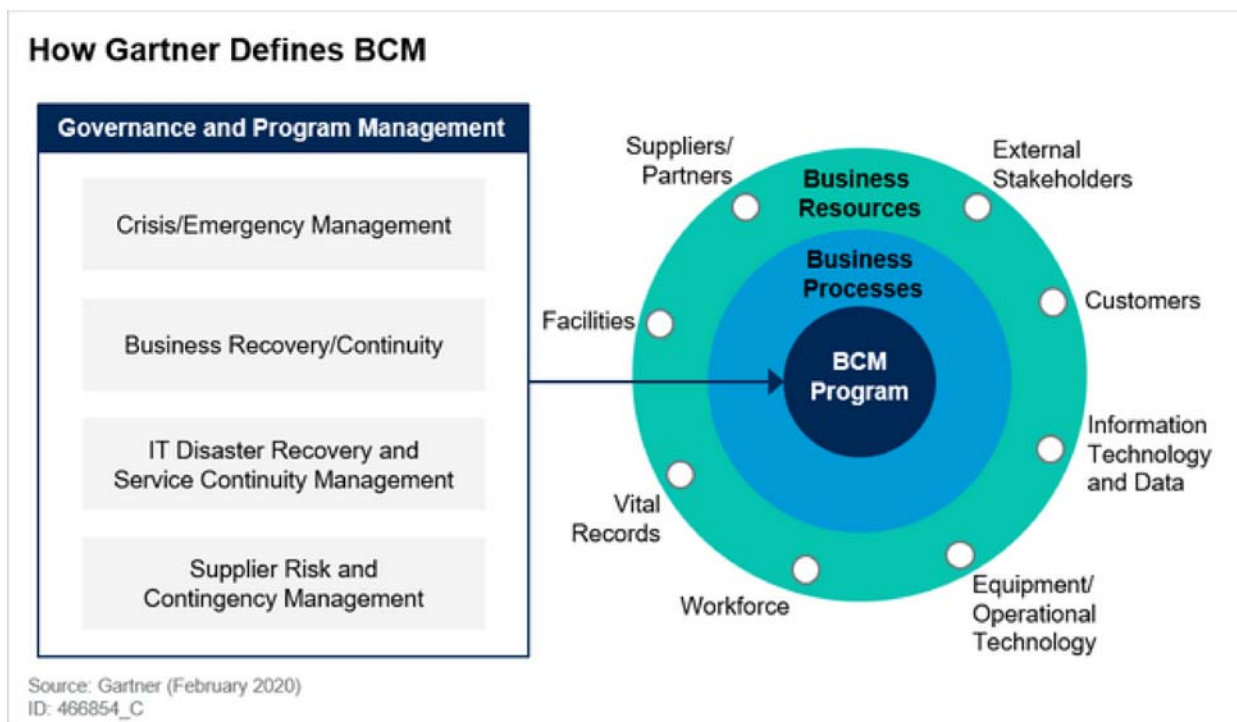 How Gartner Defines BCM
Governance and Program Management
Crisis/Emergency Management
Business Recovery/Continuity
IT Disaster Recovery and
Service Continuity Management
Supplier Risk and
Contingency Management
Suppliers/
Partners
Business
Resources
External
Stakeholders
Business
Processes
Facilities
Customers
BCM
Program
Information
Technology
and Data
Vital
Records
Workforce
Equipment/
Operational
Technology
Source: Gartner (February 2020)
ID: 466854_C